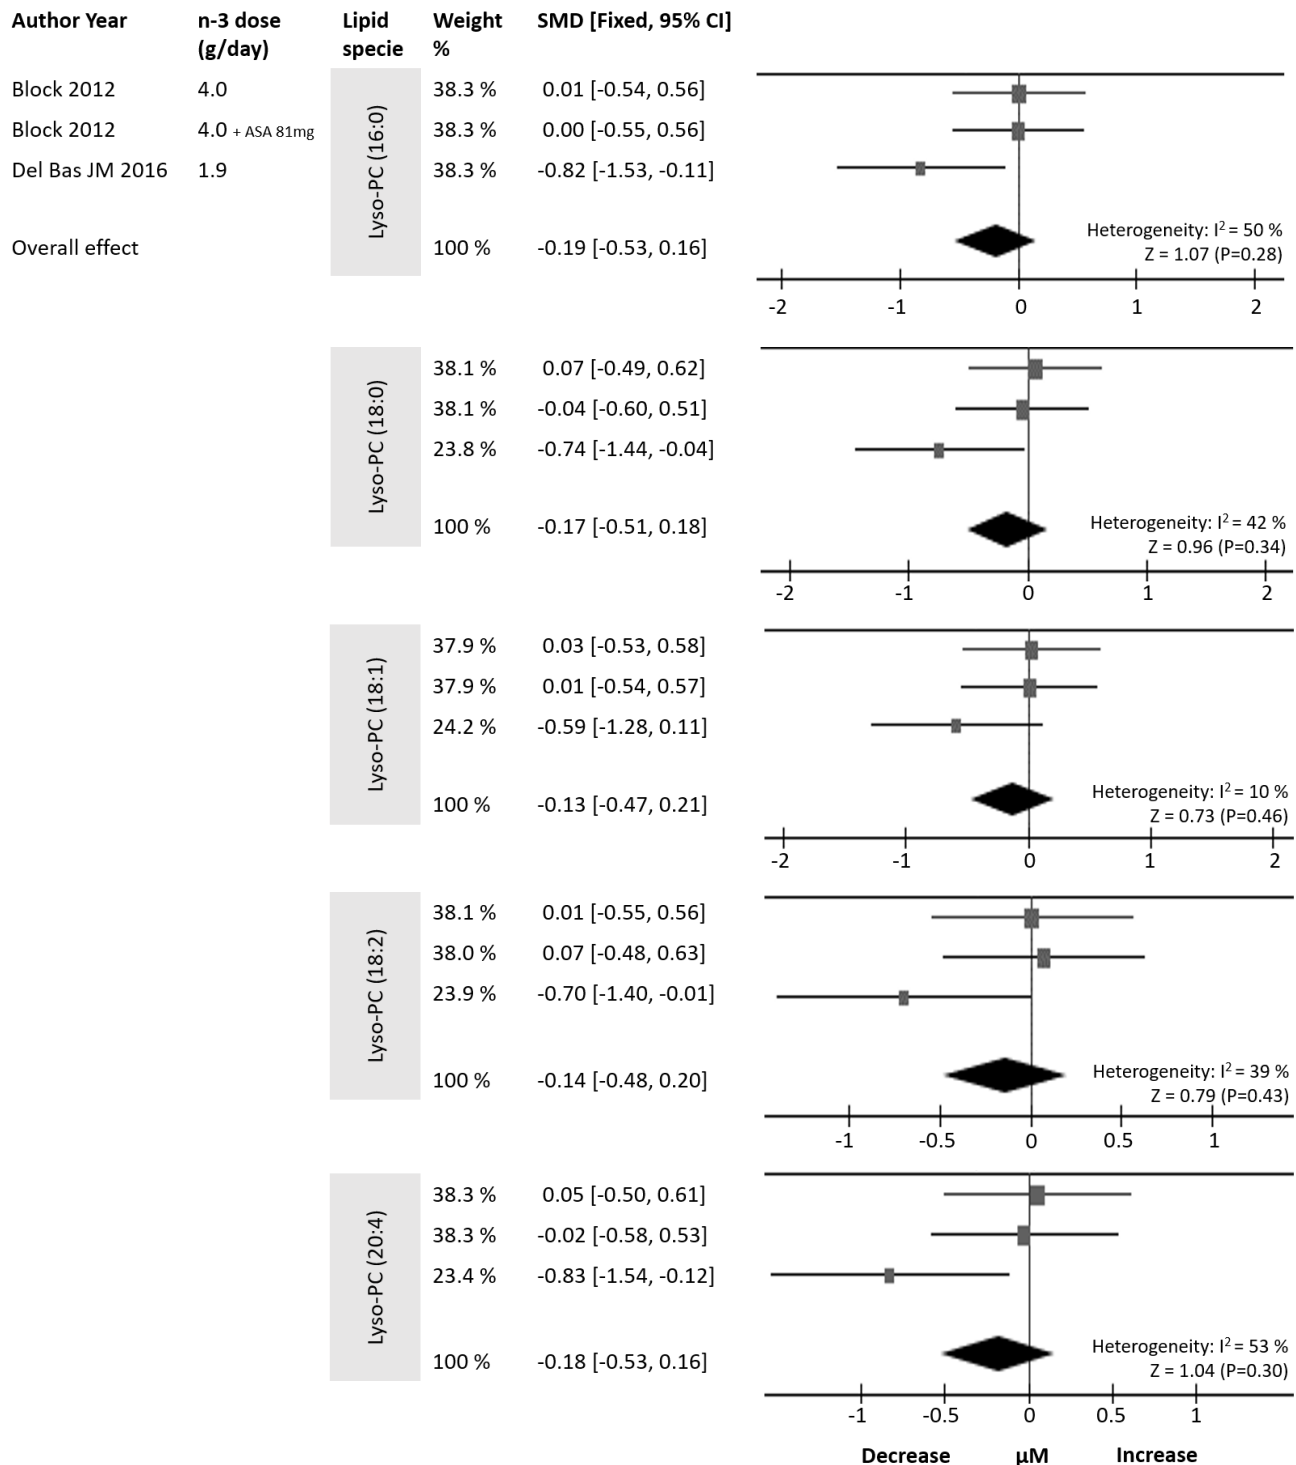 Author Year n-3 dose (g/day) Lipid specie Weight % SMD [Fixed, 95% CI]
Lyso-PC (16:0)
Block 2012 4.0 38.3 % 0.01 [-0.54, 0.56]
Block 2012 4.0 + ASA 81mg 38.3 % 0.00 [-0.55, 0.56]
Del Bas JM 2016 1.9 38.3 % -0.82 [-1.53, -0.11]
Overall effect 100 % -0.19 [-0.53, 0.16]
Heterogeneity: I² = 50 %
Z = 1.07 (P=0.28)
-2 -1 0 1 2
Lyso-PC (18:0)
38.1 % 0.07 [-0.49, 0.62]
38.1 % -0.04 [-0.60, 0.51]
23.8 % -0.74 [-1.44, -0.04]
100 % -0.17 [-0.51, 0.18]
Heterogeneity: I² = 42 %
Z = 0.96 (P=0.34)
-2 -1 0 1 2
Lyso-PC (18:1)
37.9 % 0.03 [-0.53, 0.58]
37.9 % 0.01 [-0.54, 0.57]
24.2 % -0.59 [-1.28, 0.11]
100 % -0.13 [-0.47, 0.21]
Heterogeneity: I² = 10 %
Z = 0.73 (P=0.46)
-2 -1 0 1 2
Lyso-PC (18:2)
38.1 % 0.01 [-0.55, 0.56]
38.0 % 0.07 [-0.48, 0.63]
23.9 % -0.70 [-1.40, -0.01]
100 % -0.14 [-0.48, 0.20]
Heterogeneity: I² = 39 %
Z = 0.79 (P=0.43)
-1 -0.5 0 0.5 1
Lyso-PC (20:4)
38.3 % 0.05 [-0.50, 0.61]
38.3 % -0.02 [-0.58, 0.53]
23.4 % -0.83 [-1.54, -0.12]
100 % -0.18 [-0.53, 0.16]
Heterogeneity: I² = 53 %
Z = 1.04 (P=0.30)
-1 -0.5 0 0.5 1
Decrease µM Increase